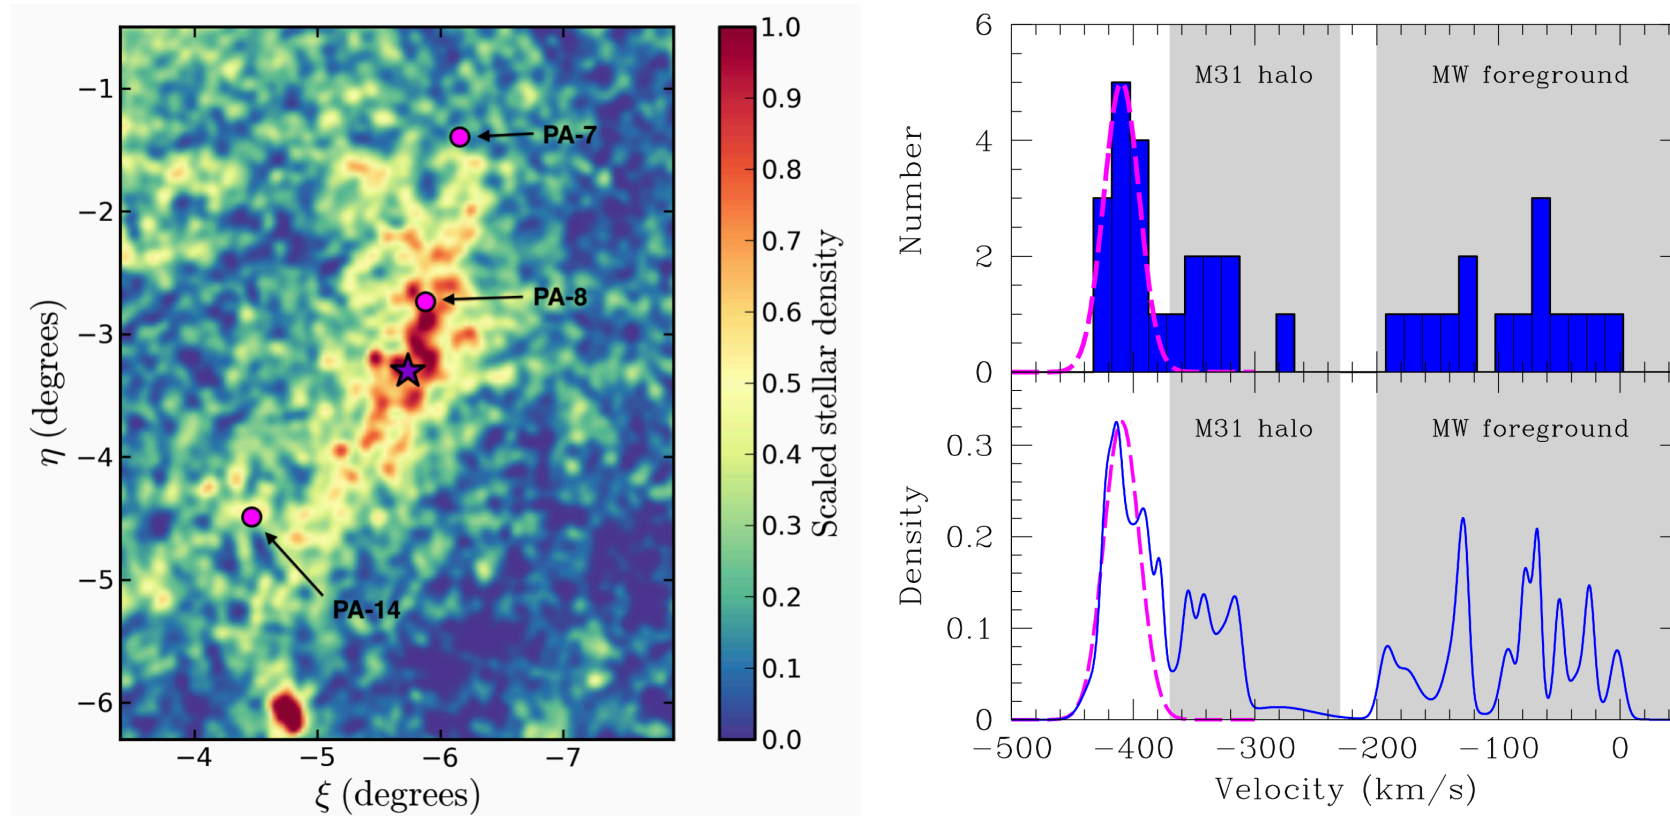 −1
−2
−3
−4
−5
−6
η (degrees)
−4 −5 −6 −7
ξ (degrees)
PA-7
PA-8
PA-14
1.0
0.9
0.8
0.7
0.6
0.5
0.4
0.3
0.2
0.1
0.0
Scaled stellar density
6
4
2
0
Number
M31 halo MW foreground
0.3
0.2
0.1
0
Density
M31 halo MW foreground
−500 −400 −300 −200 −100 0
Velocity (km/s)